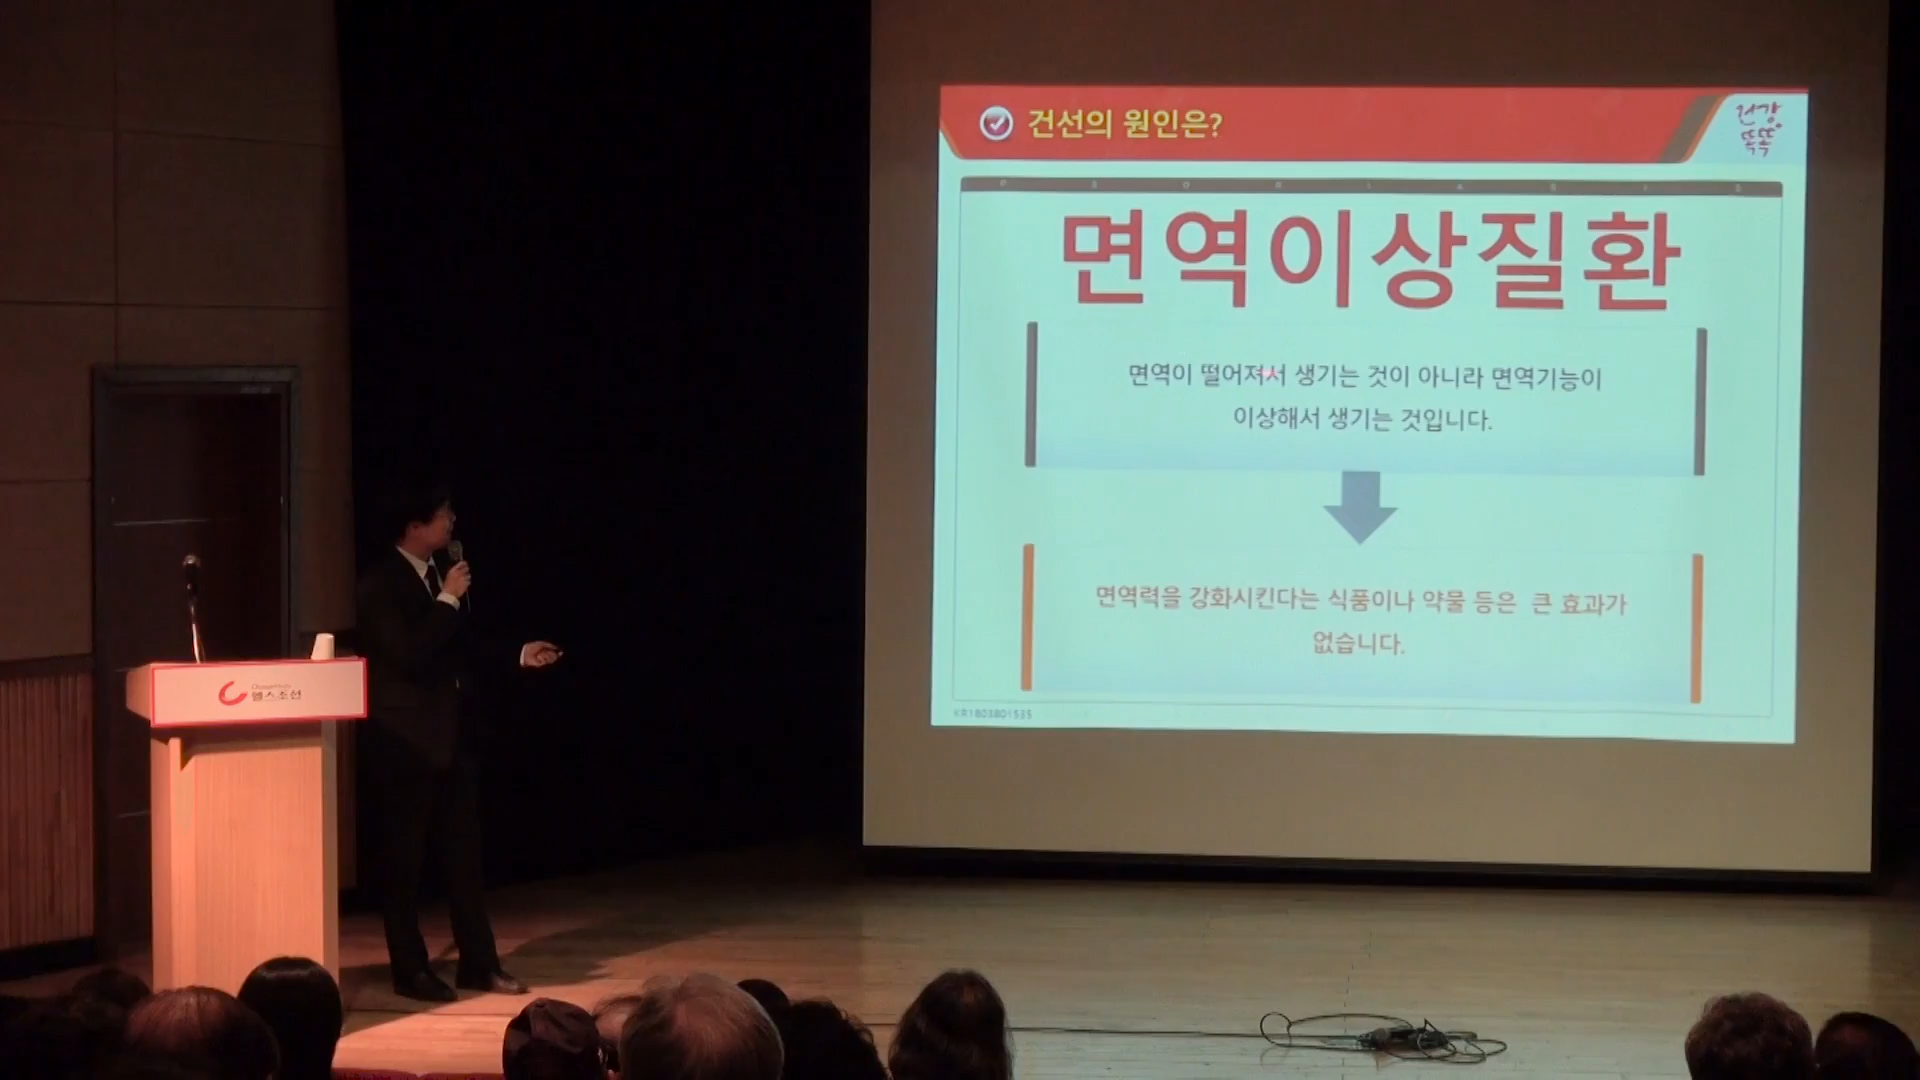 건선의 원인은?
건강
똑똑
P S O R I A S I S
면역이상질환
면역이 떨어져서 생기는 것이 아니라 면역기능이
이상해서 생기는 것입니다.
면역력을 강화시킨다는 식품이나 약물 등은 큰 효과가
없습니다.
KR1803801535
헬스조선